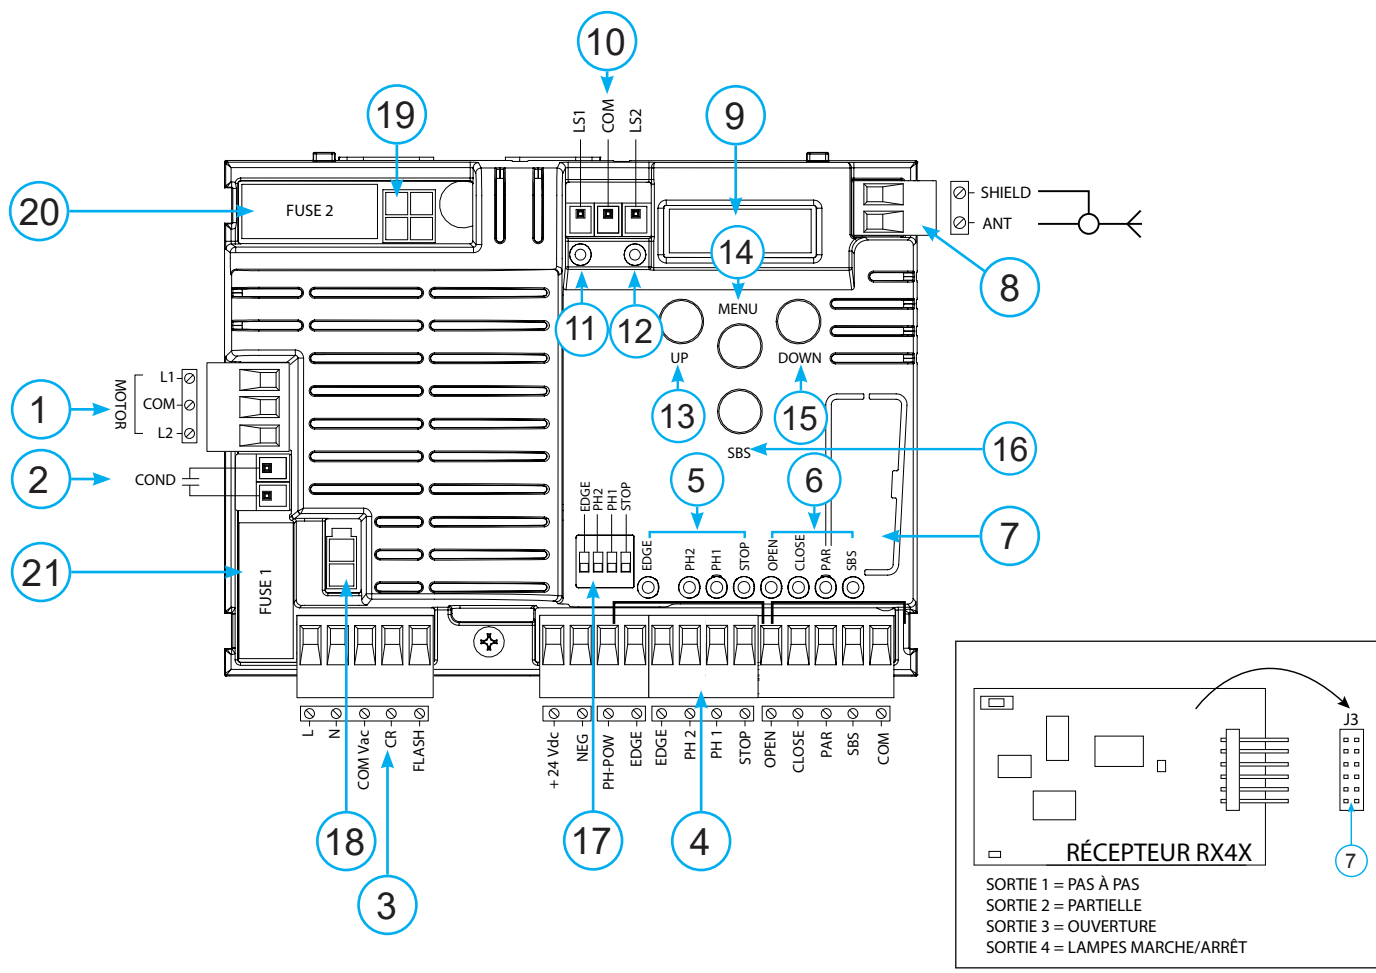 10
LS1
COM
LS2
19
9
20
FUSE 2
SHIELD
ANT
14
8
MENU
11
12
UP
DOWN
13
15
1
MOTOR
L1
COM
L2
SBS
16
2
COND
5
6
7
EDGE
PH2
PH1
STOP
EDGE
PH2
PH1
STOP
OPEN
CLOSE
PAR
SBS
21
FUSE 1
L
N
COM Vac
CR
FLASH
+ 24 Vdc
NEG
PH-POW
EDGE
EDGE
PH 2
PH 1
STOP
OPEN
CLOSE
PAR
SBS
COM
18
17
4
3
J3
7
RÉCEPTEUR RX4X
SORTIE 1 = PAS À PAS
SORTIE 2 = PARTIELLE
SORTIE 3 = OUVERTURE
SORTIE 4 = LAMPES MARCHE/ARRÊT